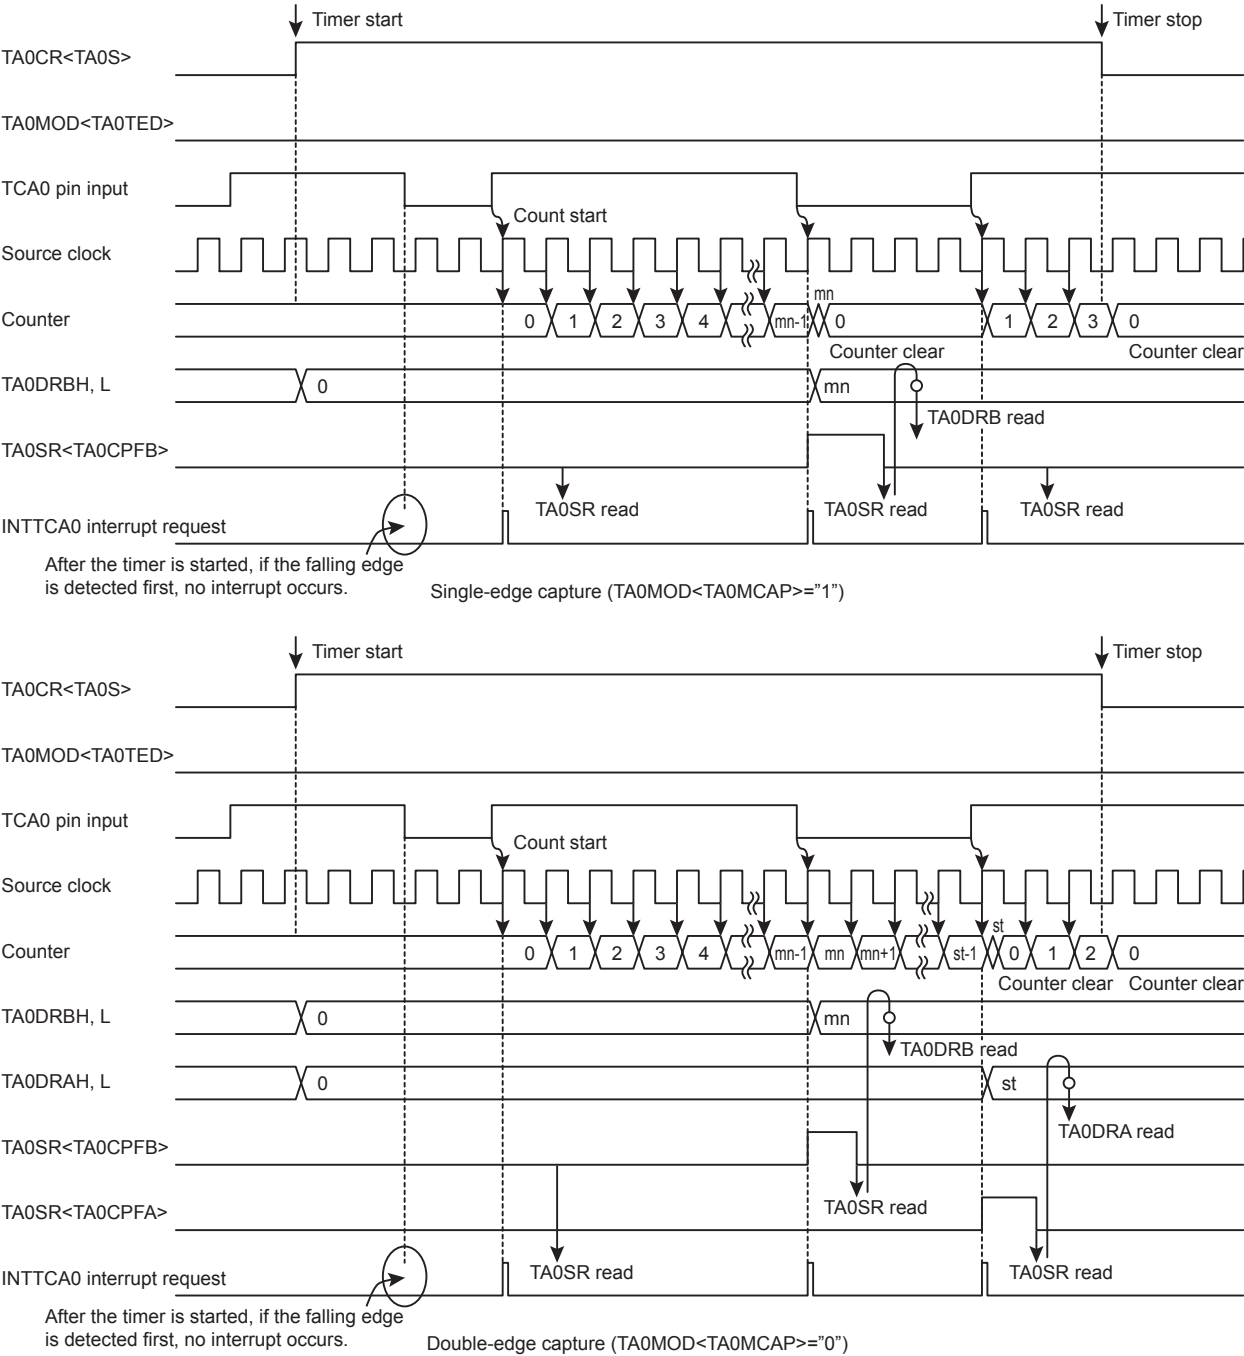 Timer start
Timer stop
TA0CR<TA0S>
TA0MOD<TA0TED>
TCA0 pin input
Count start
Source clock
mn
Counter
0 1 2 3 4 mn-1 0 1 2 3 0
Counter clear
Counter clear
TA0DRBH, L
0
mn
TA0DRB read
TA0SR<TA0CPFB>
TA0SR read
TA0SR read
TA0SR read
INTTCA0 interrupt request
After the timer is started, if the falling edge
is detected first, no interrupt occurs.
Single-edge capture (TA0MOD<TA0MCAP>=”1”)
Timer start
Timer stop
TA0CR<TA0S>
TA0MOD<TA0TED>
TCA0 pin input
Count start
Source clock
st
Counter
0 1 2 3 4 mn-1 mn mn+1 st-1 0 1 2 0
Counter clear
Counter clear
TA0DRBH, L
0
mn
TA0DRB read
TA0DRAH, L
0
st
TA0DRA read
TA0SR<TA0CPFB>
TA0SR read
TA0SR<TA0CPFA>
TA0SR read
TA0SR read
INTTCA0 interrupt request
After the timer is started, if the falling edge
is detected first, no interrupt occurs.
Double-edge capture (TA0MOD<TA0MCAP>=”0”)